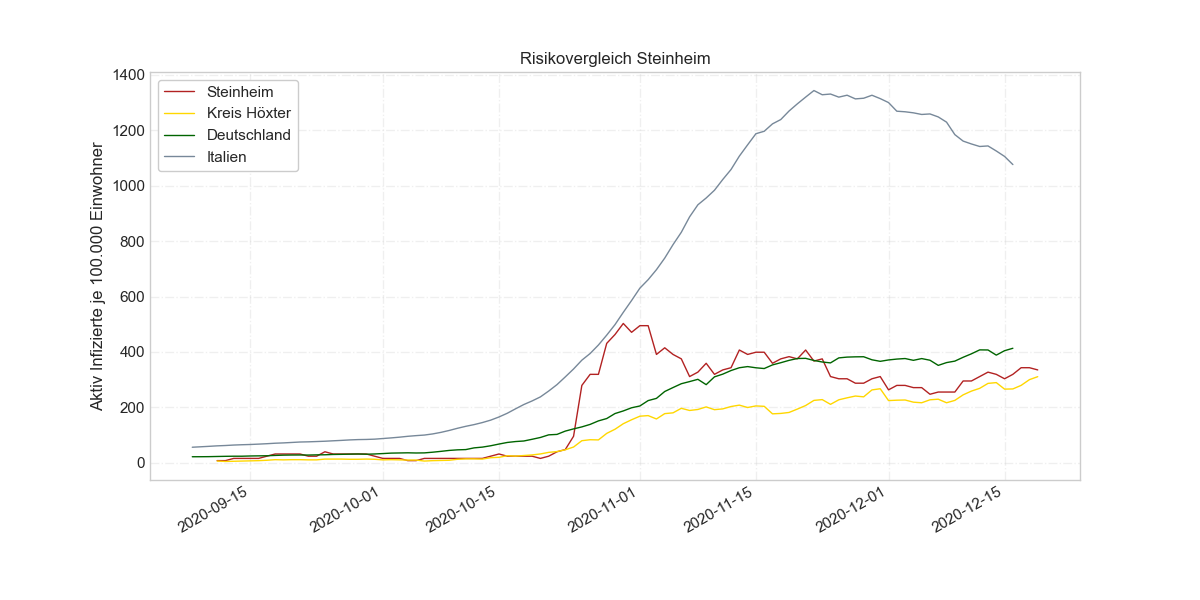 Risikovergleich Steinheim
Aktiv Infizierte je 100.000 Einwohner
1400
1200
1000
800
600
400
200
0
Steinheim
Kreis Höxter
Deutschland
Italien
2020-09-15
2020-10-01
2020-10-15
2020-11-01
2020-11-15
2020-12-01
2020-12-15